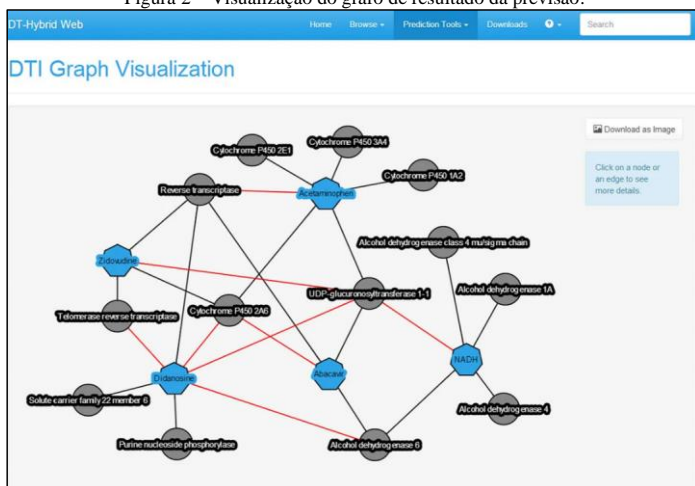 Figura 2 – Visualização do grafo de resultado da previsão.
DT-Hybrid Web
Home
Browse
Prediction Tools
Downloads
Search
DTI Graph Visualization
Download as Image
Click on a node or
an edge to see
more details.
Cytochrome P450 3A4
Cytochrome P450 2E1
Cytochrome P450 1A2
Reverse transcriptase
Acetaminophen
Alcohol dehydrogenase class 4 mu/sigma chain
Zidovudine
UDP-glucuronosyltransferase 1-1
Alcohol dehydrogenase 1A
Telomerase reverse transcriptase
Cytochrome P450 2A6
NADH
Didanosine
Abacavir
Solute carrier family 22 member 6
Alcohol dehydrogenase 4
Purine nucleoside phosphorylase
Alcohol dehydrogenase 6